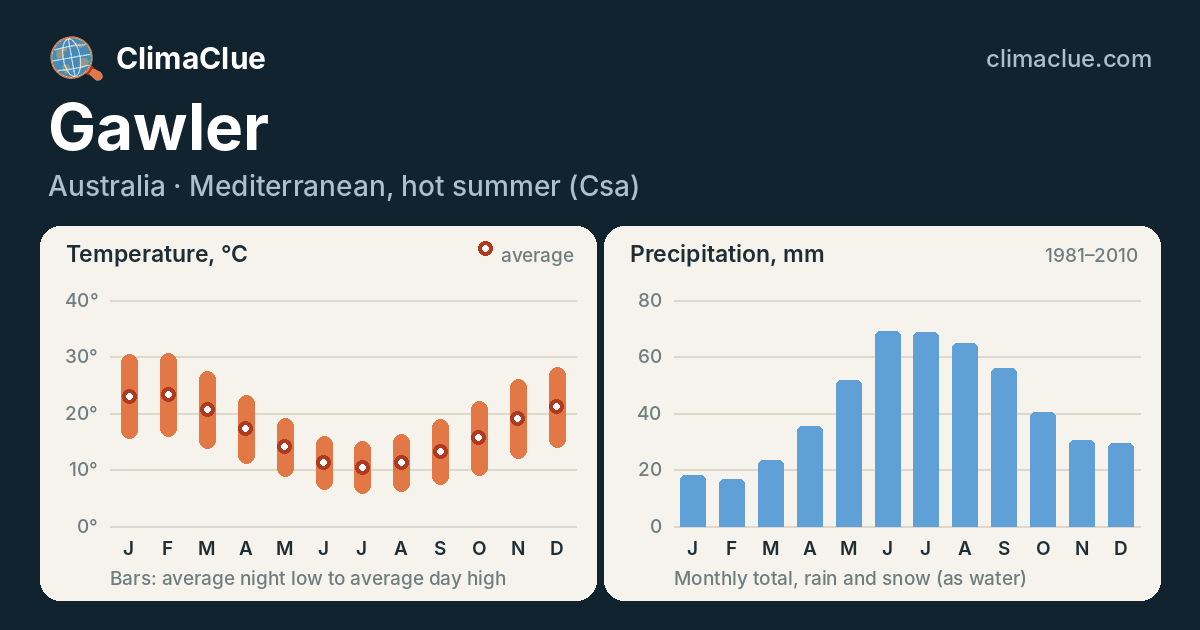 ClimaClue
climaclue.com
Gawler
Australia · Mediterranean, hot summer (Csa)
Temperature, °C
average
40°
30°
20°
10°
0°
J F M A M J J A S O N D
Bars: average night low to average day high
Precipitation, mm
1981–2010
80
60
40
20
0
J F M A M J J A S O N D
Monthly total, rain and snow (as water)